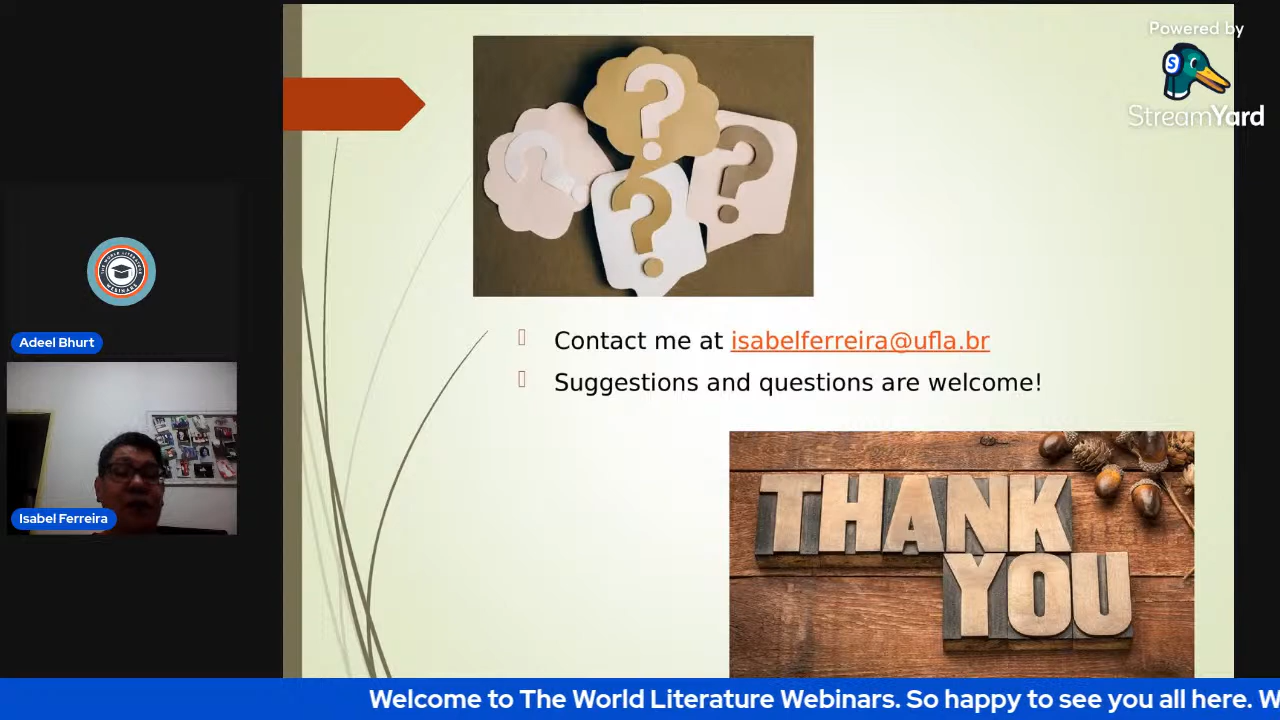 Powered by
StreamYard
Adeel Bhurt
Isabel Ferreira
Contact me at isabelferreira@ufla.br
Suggestions and questions are welcome!
THANK
YOU
Welcome to The World Literature Webinars. So happy to see you all here. W